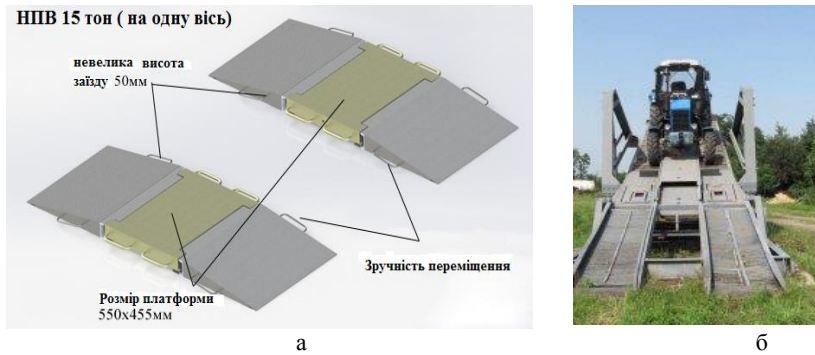 НПВ 15 тон ( на одну вісь)
невелика висота
заїзду 50мм
Зручність переміщення
Розмір платформи
550х455мм
а
б